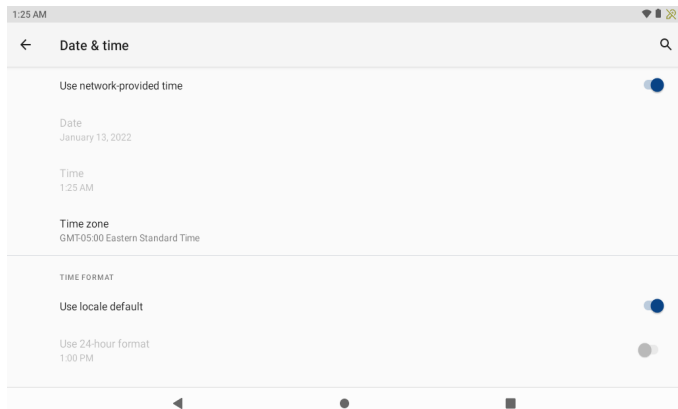 1:25 AM
Date & time
Use network-provided time
Date
January 13, 2022
Time
1:25 AM
Time zone
GMT-05:00 Eastern Standard Time
TIME FORMAT
Use locale default
Use 24-hour format
1:00 PM